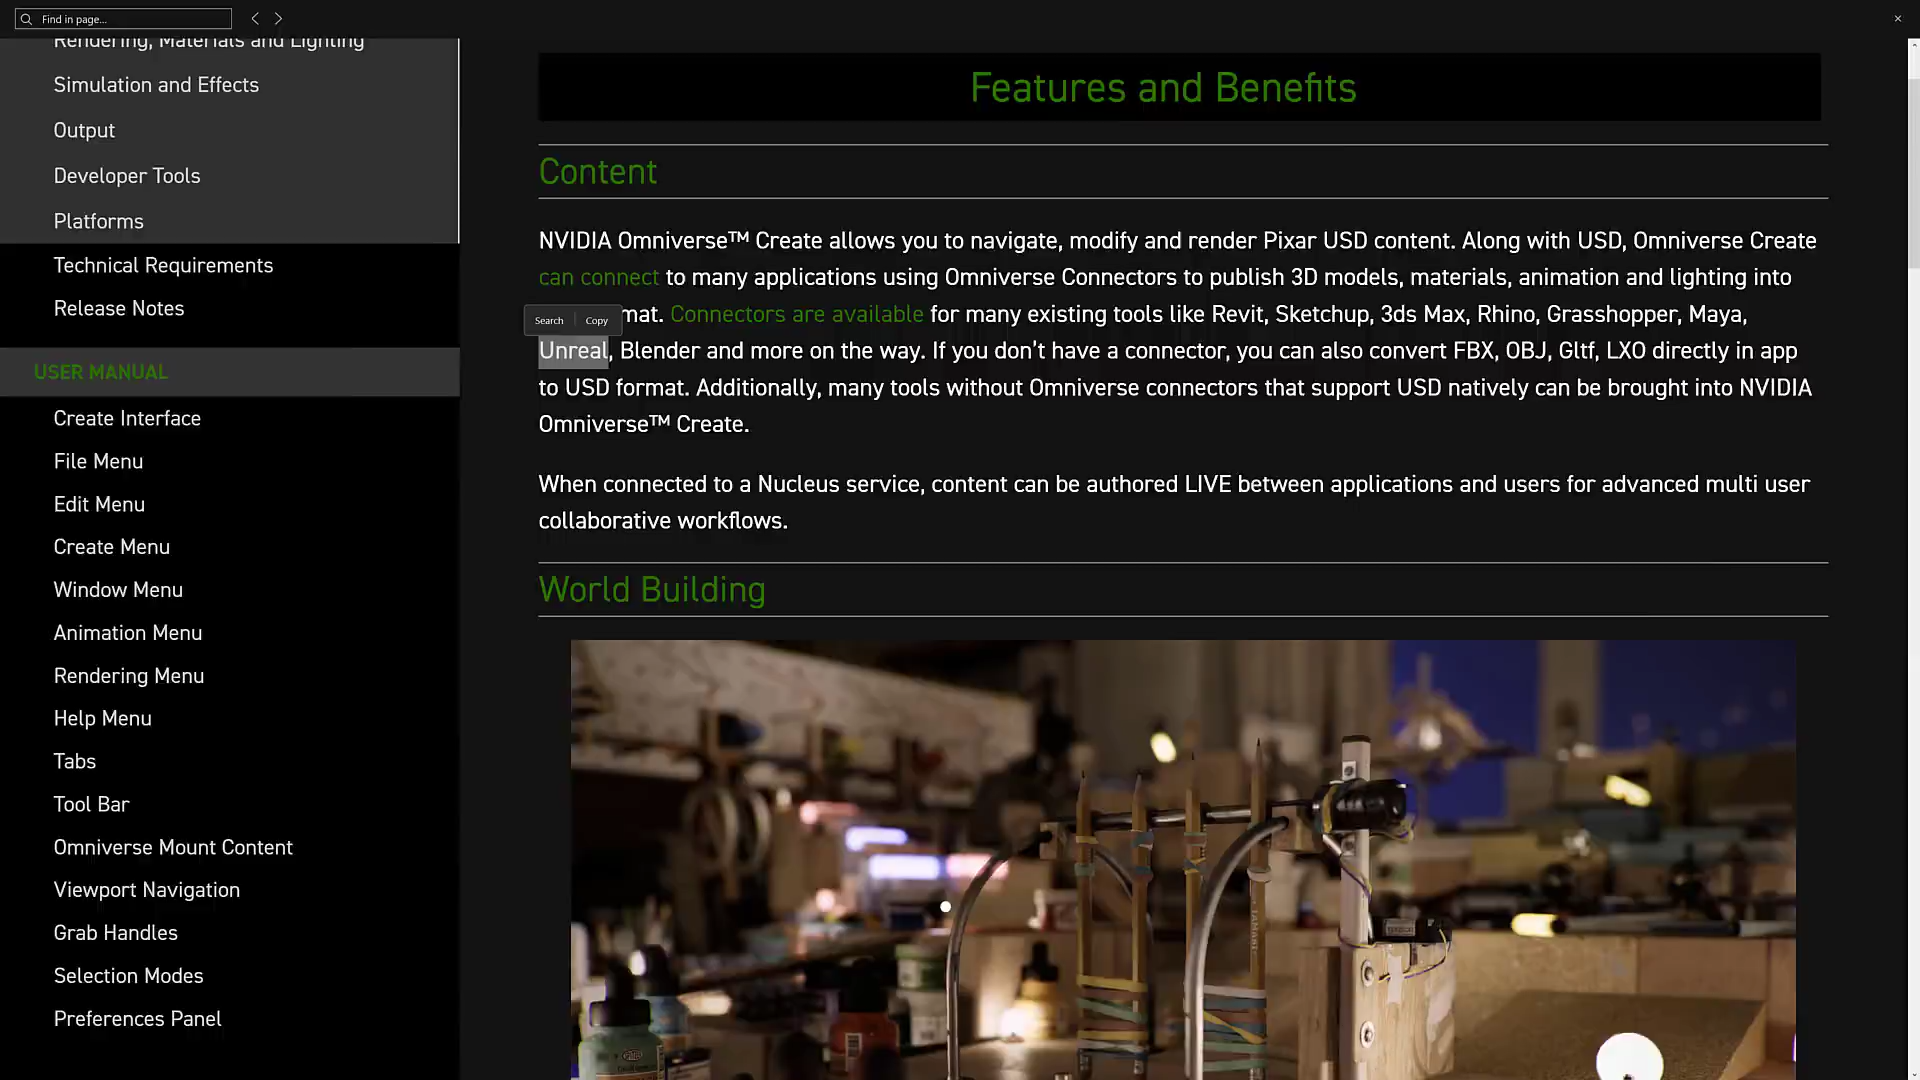 Find in page...
Rendering, Materials and Lighting
Simulation and Effects
Output
Developer Tools
Platforms
Technical Requirements
Release Notes
USER MANUAL
Create Interface
File Menu
Edit Menu
Create Menu
Window Menu
Animation Menu
Rendering Menu
Help Menu
Tabs
Tool Bar
Omniverse Mount Content
Viewport Navigation
Grab Handles
Selection Modes
Preferences Panel
Features and Benefits
Content
NVIDIA Omniverse™ Create allows you to navigate, modify and render Pixar USD content. Along with USD, Omniverse Create
can connect to many applications using Omniverse Connectors to publish 3D models, materials, animation and lighting into
Search Copy
mat. Connectors are available for many existing tools like Revit, Sketchup, 3ds Max, Rhino, Grasshopper, Maya,
Unreal, Blender and more on the way. If you don’t have a connector, you can also convert FBX, OBJ, Gltf, LXO directly in app
to USD format. Additionally, many tools without Omniverse connectors that support USD natively can be brought into NVIDIA
Omniverse™ Create.
When connected to a Nucleus service, content can be authored LIVE between applications and users for advanced multi user
collaborative workflows.
World Building